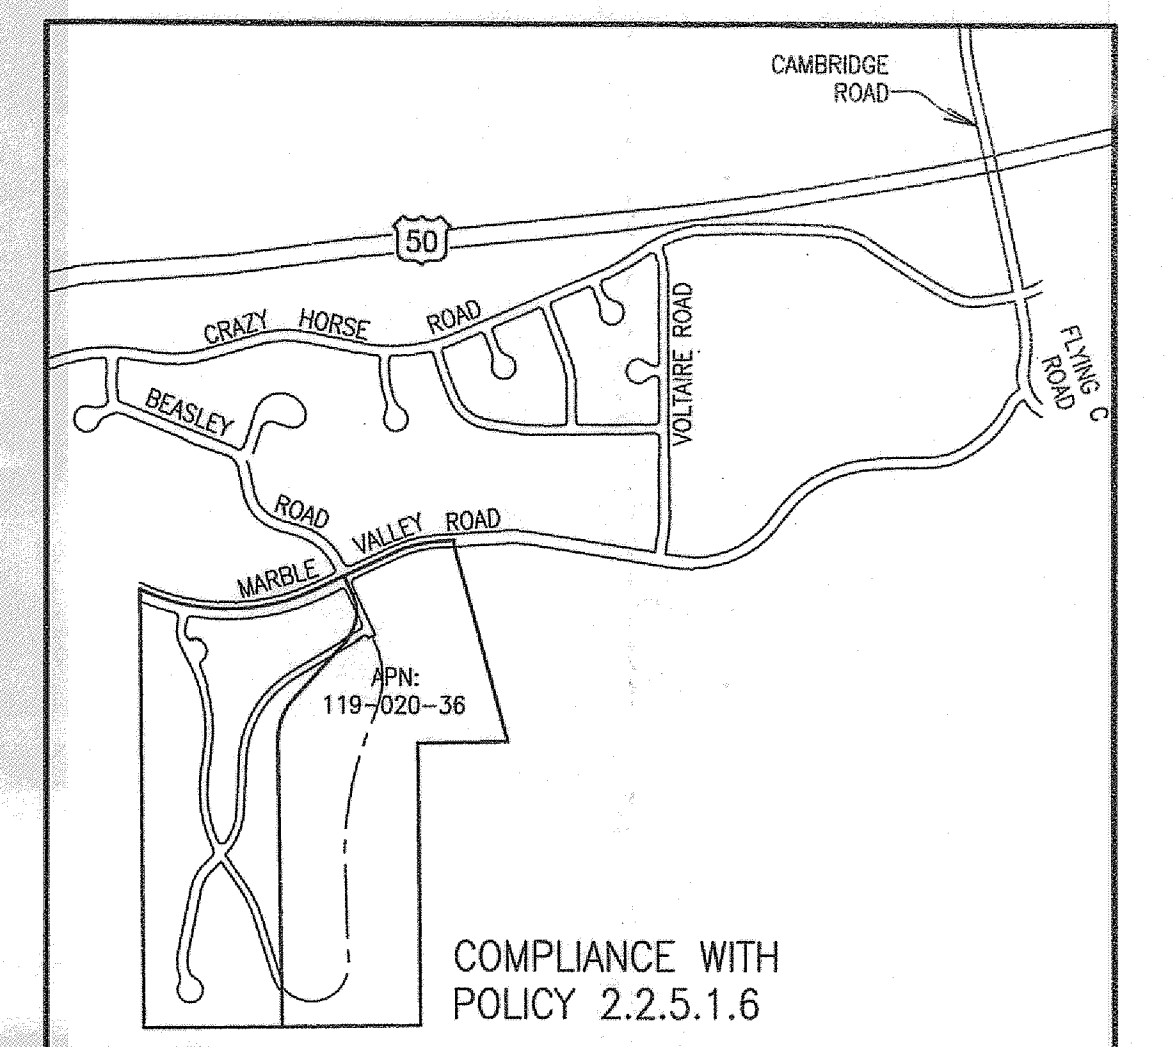 CAMBRIDGE
ROAD
50
CRAZY HORSE ROAD
VOLTAIRE ROAD
FLYING C
ROAD
BEASLEY ROAD
MARBLE VALLEY ROAD
APN:
119-020-36
COMPLIANCE WITH
POLICY 2.2.5.1.6